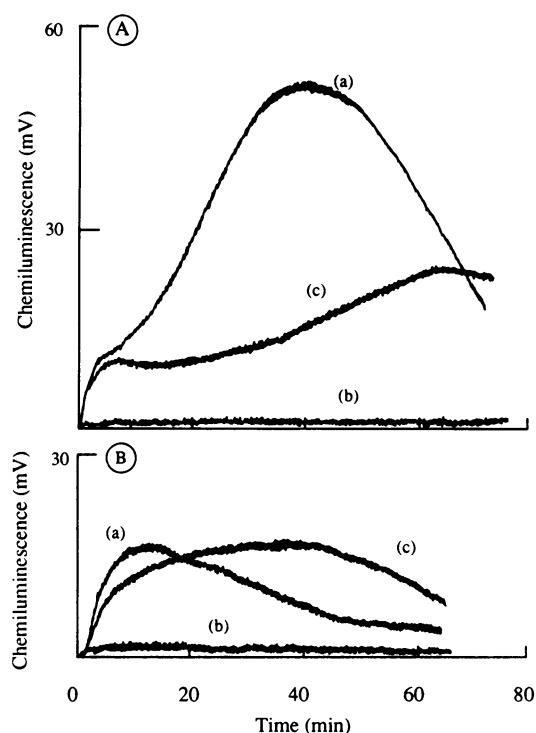 60
A
(a)
Chemiluminescence (mV)
30
(c)
(b)
B
30
Chemiluminescence (mV)
(a)
(c)
(b)
0
20
40
60
80
Time (min)